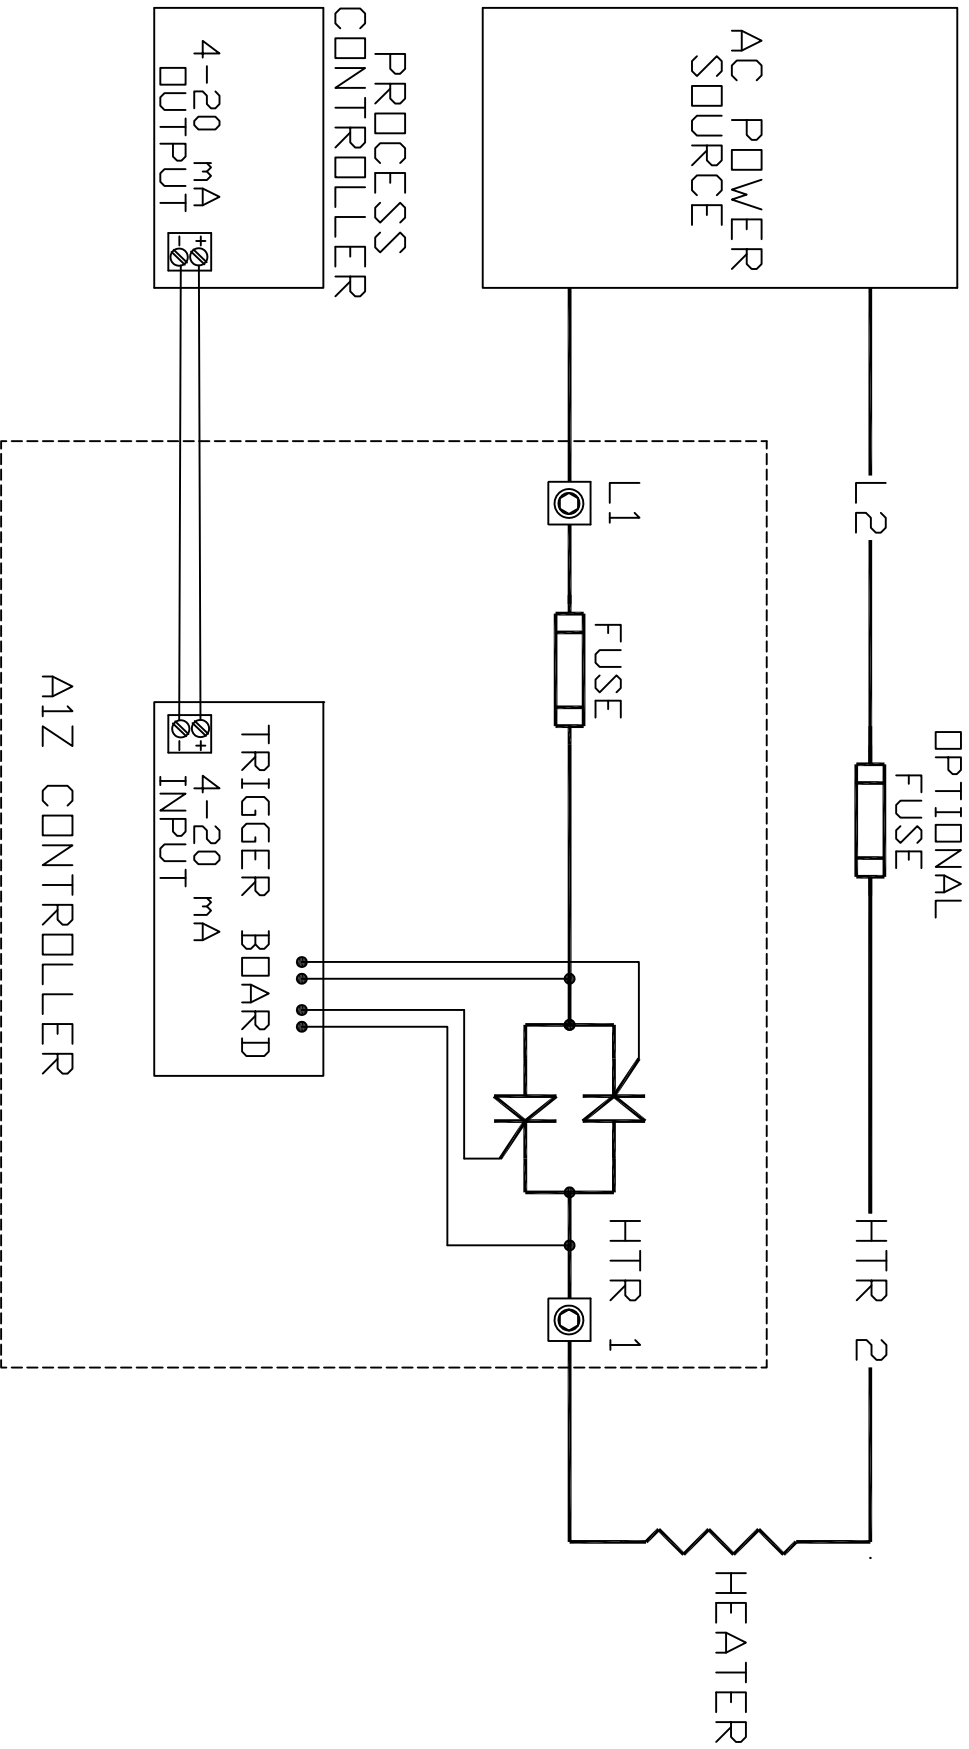 AC POWER
SOURCE
L2
OPTIONAL
FUSE
HTR 2
L1
FUSE
HTR 1
HEATER
PROCESS
CONTROLLER
+
-
4-20 mA
OUTPUT
TRIGGER BOARD
+
-
4-20 mA
INPUT
A1Z CONTROLLER